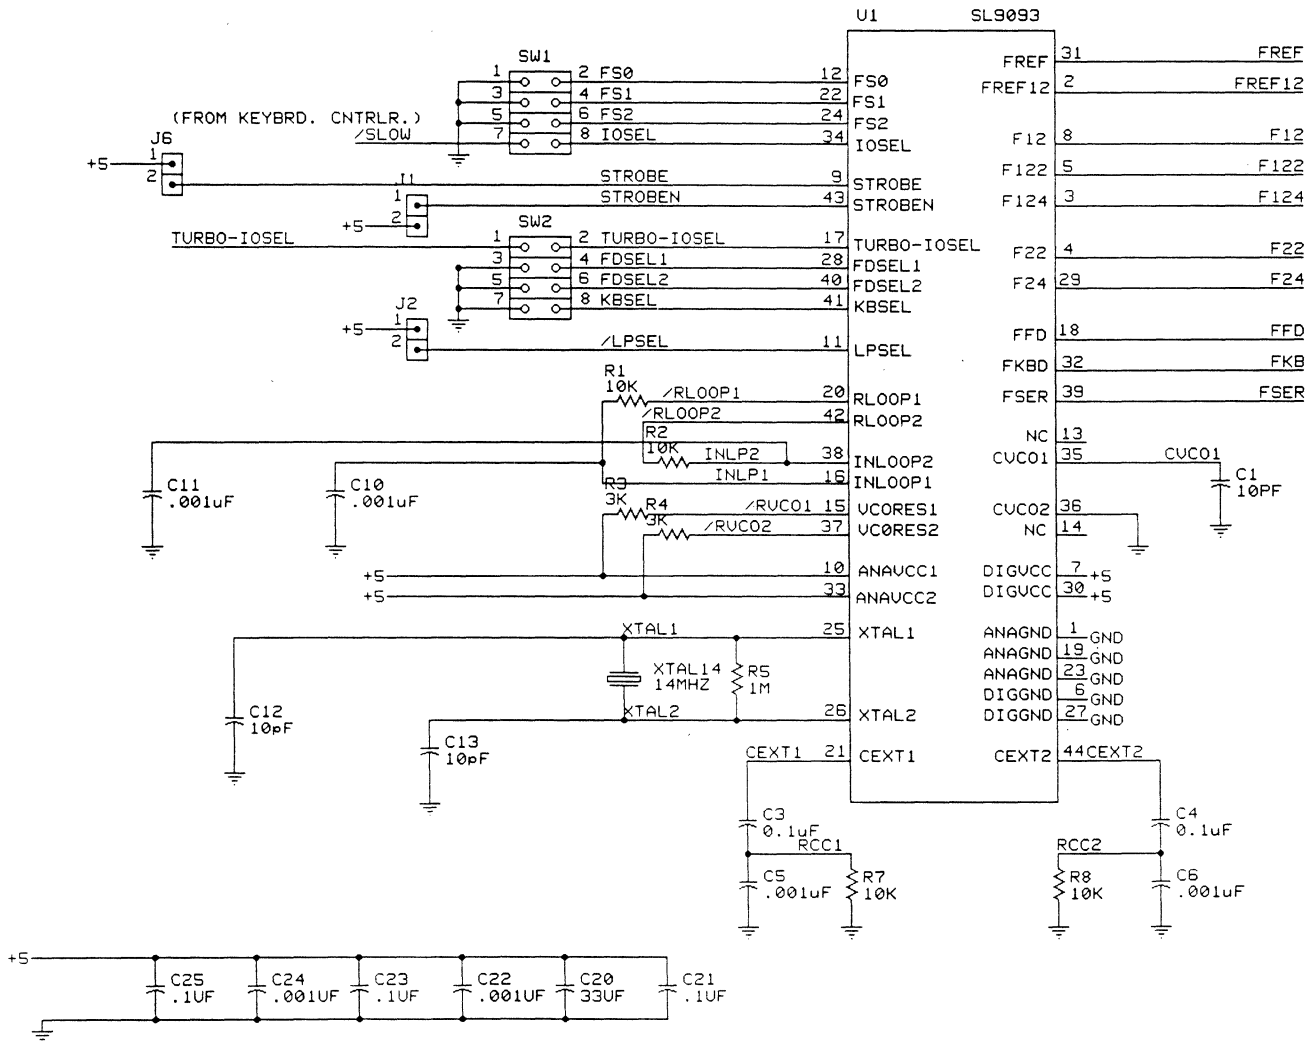 U1 SL9093
SW1
1 2 FS0 12 FS0
3 4 FS1 22 FS1
5 6 FS2 24 FS2
7 8 IOSEL 34 IOSEL
(FROM KEYBRD. CNTRLR.)
/SLOW
J6
+5 1
2
STROBE 9 STROBE
J1
1 STROBEN 43 STROBEN
+5 2
SW2
TURBO-IOSEL 1 2 TURBO-IOSEL 17 TURBO-IOSEL
3 4 FDSEL1 28 FDSEL1
5 6 FDSEL2 40 FDSEL2
7 8 KBSEL 41 KBSEL
J2
+5 1
2 /LPSEL 11 LPSEL
R1
10K
/RLOOP1 20 RLOOP1
/RLOOP2 42 RLOOP2
R2
10K
INLP2 38 INLOOP2
INLP1 16 INLOOP1
C11
.001uF
C10
.001uF
R3
3K
/RVCO1 15 VCORES1
R4
3K
/RVCO2 37 VCORES2
+5 10 ANAVCC1
+5 33 ANAVCC2
XTAL1 25 XTAL1
XTAL14
14MHZ
R5
1M
XTAL2 26 XTAL2
C12
10pF
C13
10pF
CEXT1 21 CEXT1
FREF 31 FREF
FREF12 2 FREF12
F12 8 F12
F122 5 F122
F124 3 F124
F22 4 F22
F24 29 F24
FFD 18 FFD
FKBD 32 FKB
FSER 39 FSER
NC 13
CVCO1 35 CVCO1
C1
10PF
CVCO2 36
NC 14
DIGVCC 7 +5
DIGVCC 30 +5
ANAGND 1 GND
ANAGND 19 GND
ANAGND 23 GND
DIGGND 6 GND
DIGGND 27 GND
CEXT2 44 CEXT2
C3
0.1uF
RCC1
C5
.001uF
R7
10K
C4
0.1uF
RCC2
R8
10K
C6
.001uF
+5
C25
.1UF
C24
.001UF
C23
.1UF
C22
.001UF
C20
33UF
C21
.1UF